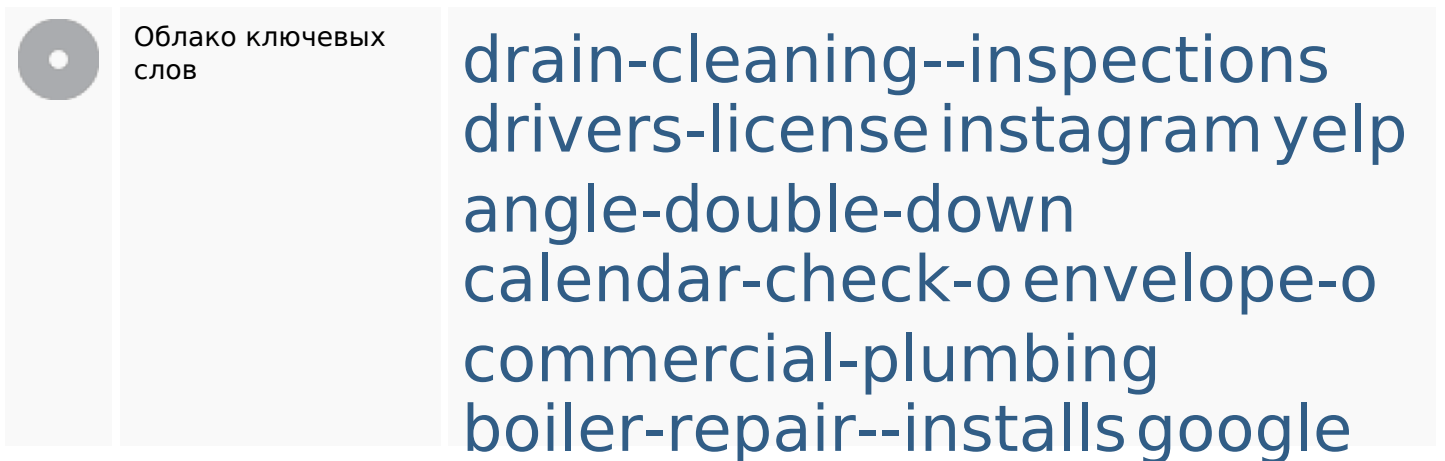 Облако ключевых
слов
drain-cleaning--inspections
drivers-license instagram yelp
angle-double-down
calendar-check-o envelope-o
commercial-plumbing
boiler-repair--installs google